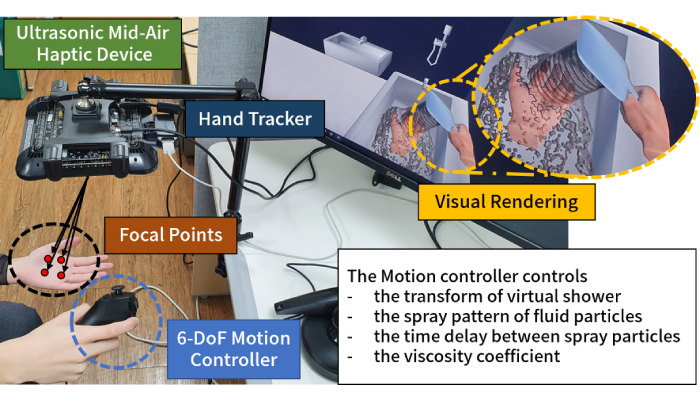 Ultrasonic Mid-Air
Haptic Device
Hand Tracker
Visual Rendering
Focal Points
6-DoF Motion
Controller
DELL
The Motion controller controls
- the transform of virtual shower
- the spray pattern of fluid particles
- the time delay between spray particles
- the viscosity coefficient